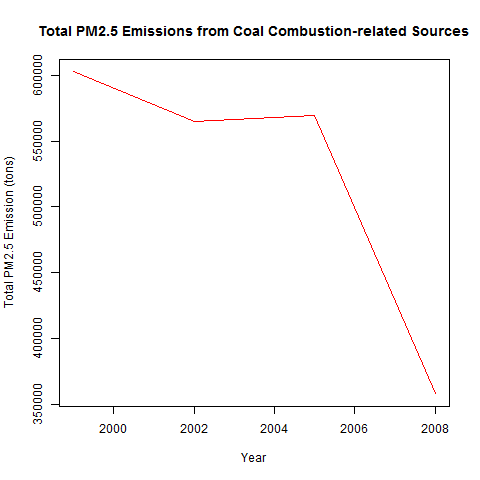 Total PM2.5 Emissions from Coal Combustion-related Sources
Total PM2.5 Emission (tons)
600000
550000
500000
450000
400000
350000
2000 2002 2004 2006 2008
Year